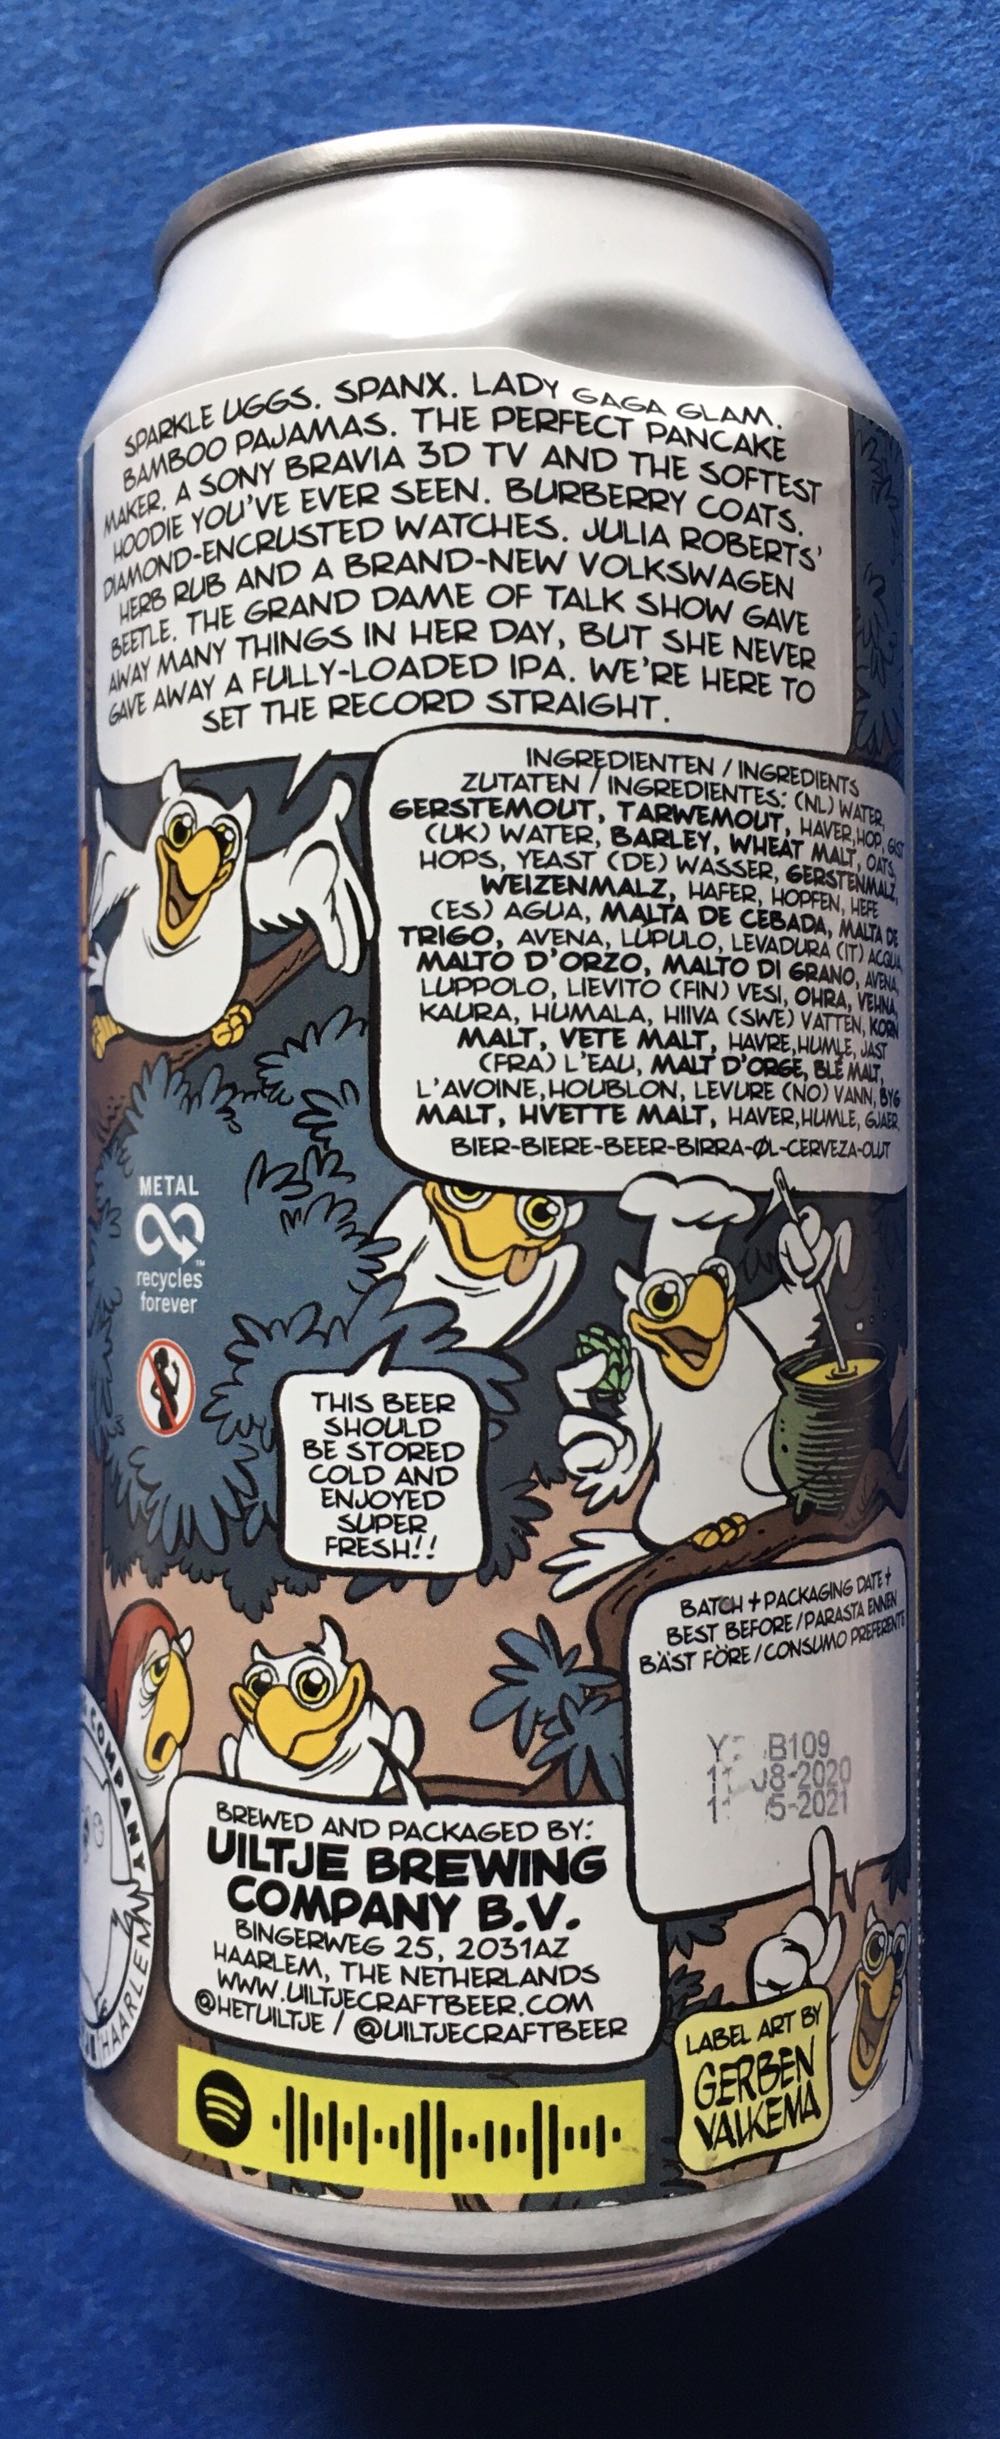 SPARKLE UGGS. SPANX. LADY GAGA GLAM.
BAMBOO PAJAMAS. THE PERFECT PANCAKE
MAKER. A SONY BRAVIA 3D TV AND THE SOFTEST
HOODIE YOU'VE EVER SEEN. BURBERRY COATS.
DIAMOND-ENCRUSTED WATCHES. JULIA ROBERTS'
HERB RUB AND A BRAND-NEW VOLKSWAGEN
BEETLE. THE GRAND DAME OF TALK SHOW GAVE
AWAY MANY THINGS IN HER DAY, BUT SHE NEVER
GAVE AWAY A FULLY-LOADED IPA. WE'RE HERE TO
SET THE RECORD STRAIGHT.
INGREDIENTEN / INGREDIENTS
ZUTATEN / INGREDIENTES: (NL) WATER,
GERSTEMOUT, TARWEMOUT, HAVER, HOP, GIST
(UK) WATER, BARLEY, WHEAT MALT, OATS,
HOPS, YEAST (DE) WASSER, GERSTENMALZ,
WEIZENMALZ, HAFER, HOPFEN, HEFE
(ES) AGUA, MALTA DE CEBADA, MALTA DE
TRIGO, AVENA, LÚPULO, LEVADURA (IT) ACQUA,
MALTO D'ORZO, MALTO DI GRANO, AVENA,
LUPPOLO, LIEVITO (FIN) VESI, OHRA, VEHNA,
KAURA, HUMALA, HIIVA (SWE) VATTEN, KORN
MALT, VETE MALT, HAVRE, HUMLE, JAST
(FRA) L'EAU, MALT D'ORGE, BLÉ MALT,
L'AVOINE, HOUBLON, LEVURE (NO) VANN, BYG
MALT, HVETTE MALT, HAVER, HUMLE, GJAER
BIER-BIERE-BEER-BIRRA-ØL-CERVEZA-OLUT
METAL
recycles
forever
THIS BEER
SHOULD
BE STORED
COLD AND
ENJOYED
SUPER
FRESH!!
BATCH + PACKAGING DATE +
BEST BEFORE / PARASTA ENNEN
BÄST FÖRE / CONSUMO PREFERENTE
B109
08-2020
5-2021
COMPANY
HAARLEM
BREWED AND PACKAGED BY:
UILTJE BREWING
COMPANY B.V.
BINGERWEG 25, 2031AZ
HAARLEM, THE NETHERLANDS
WWW.UILTJECRAFTBEER.COM
@HETUILTJE / @UILTJECRAFTBEER
LABEL ART BY
GERBEN
VALKEMA